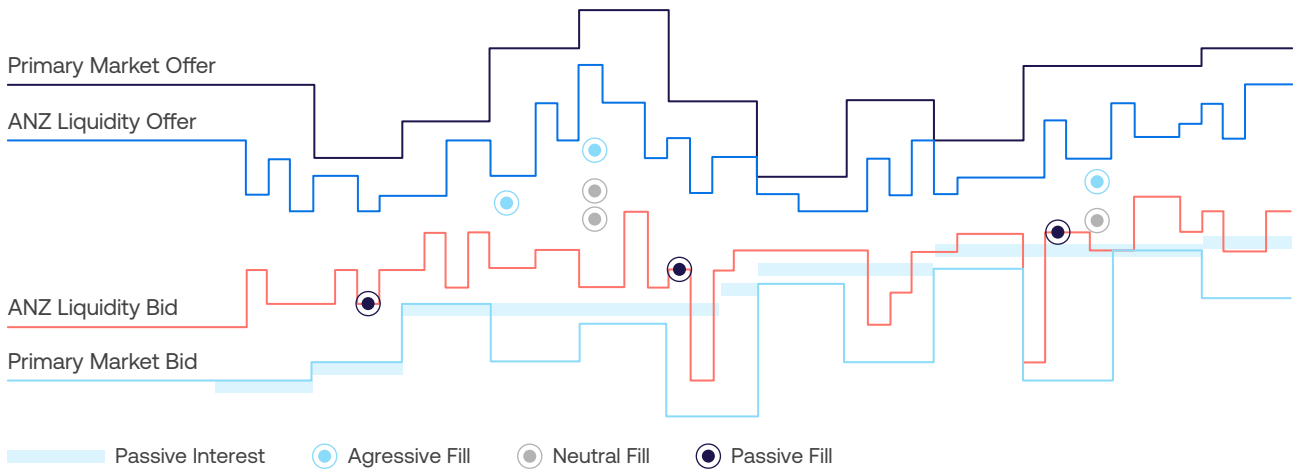 Primary Market Offer
ANZ Liquidity Offer
ANZ Liquidity Bid
Primary Market Bid
Passive Interest
Agressive Fill
Neutral Fill
Passive Fill